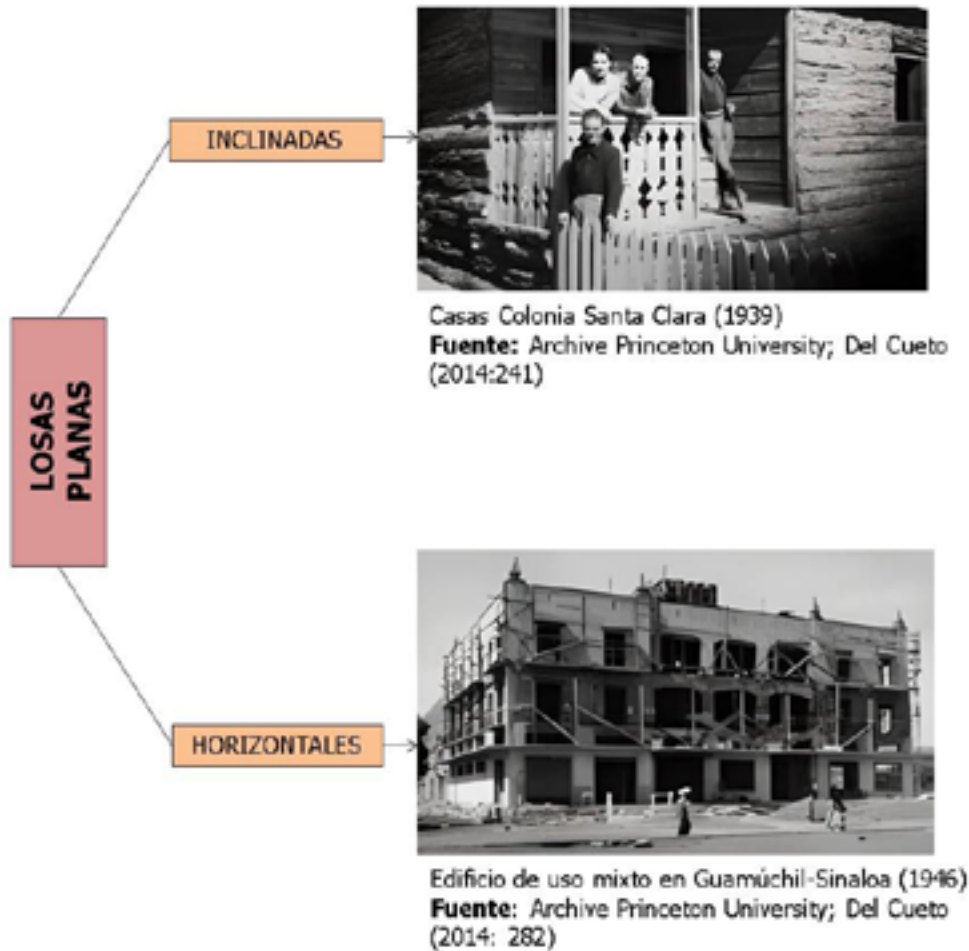 INCLINADAS
Casas Colonia Santa Clara (1939)
Fuente: Archive Princeton University; Del Cueto
(2014:241)
LOSAS
PLANAS
HORIZONTALES
Edificio de uso mixto en Guamúchil-Sinaloa (1946)
Fuente: Archive Princeton University; Del Cueto
(2014: 282)